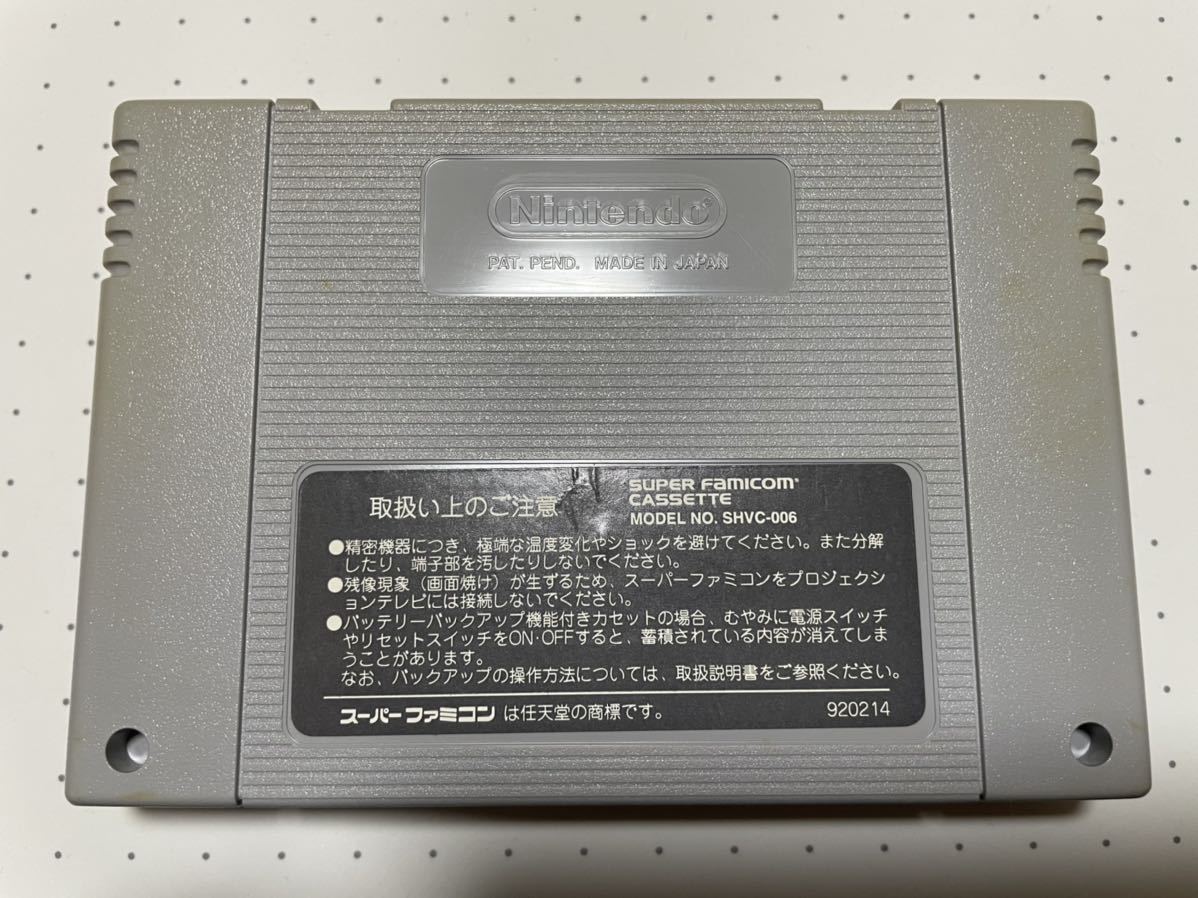 Nintendo®
PAT. PEND. MADE IN JAPAN
取扱い上のご注意
SUPER FAMICOM®
CASSETTE
MODEL NO. SHVC-006
●精密機器につき、極端な温度変化やショックを避けてください。また分解
したり、端子部を汚したりしないでください。
●残像現象（画面焼け）が生ずるため、スーパーファミコンをプロジェクシ
ョンテレビには接続しないでください。
●バッテリーバックアップ機能付きカセットの場合、むやみに電源スイッチ
やリセットスイッチをON・OFFすると、蓄積されている内容が消えてしま
うことがあります。
なお、バックアップの操作方法については、取扱説明書をご参照ください。
スーパーファミコン は任天堂の商標です。
920214